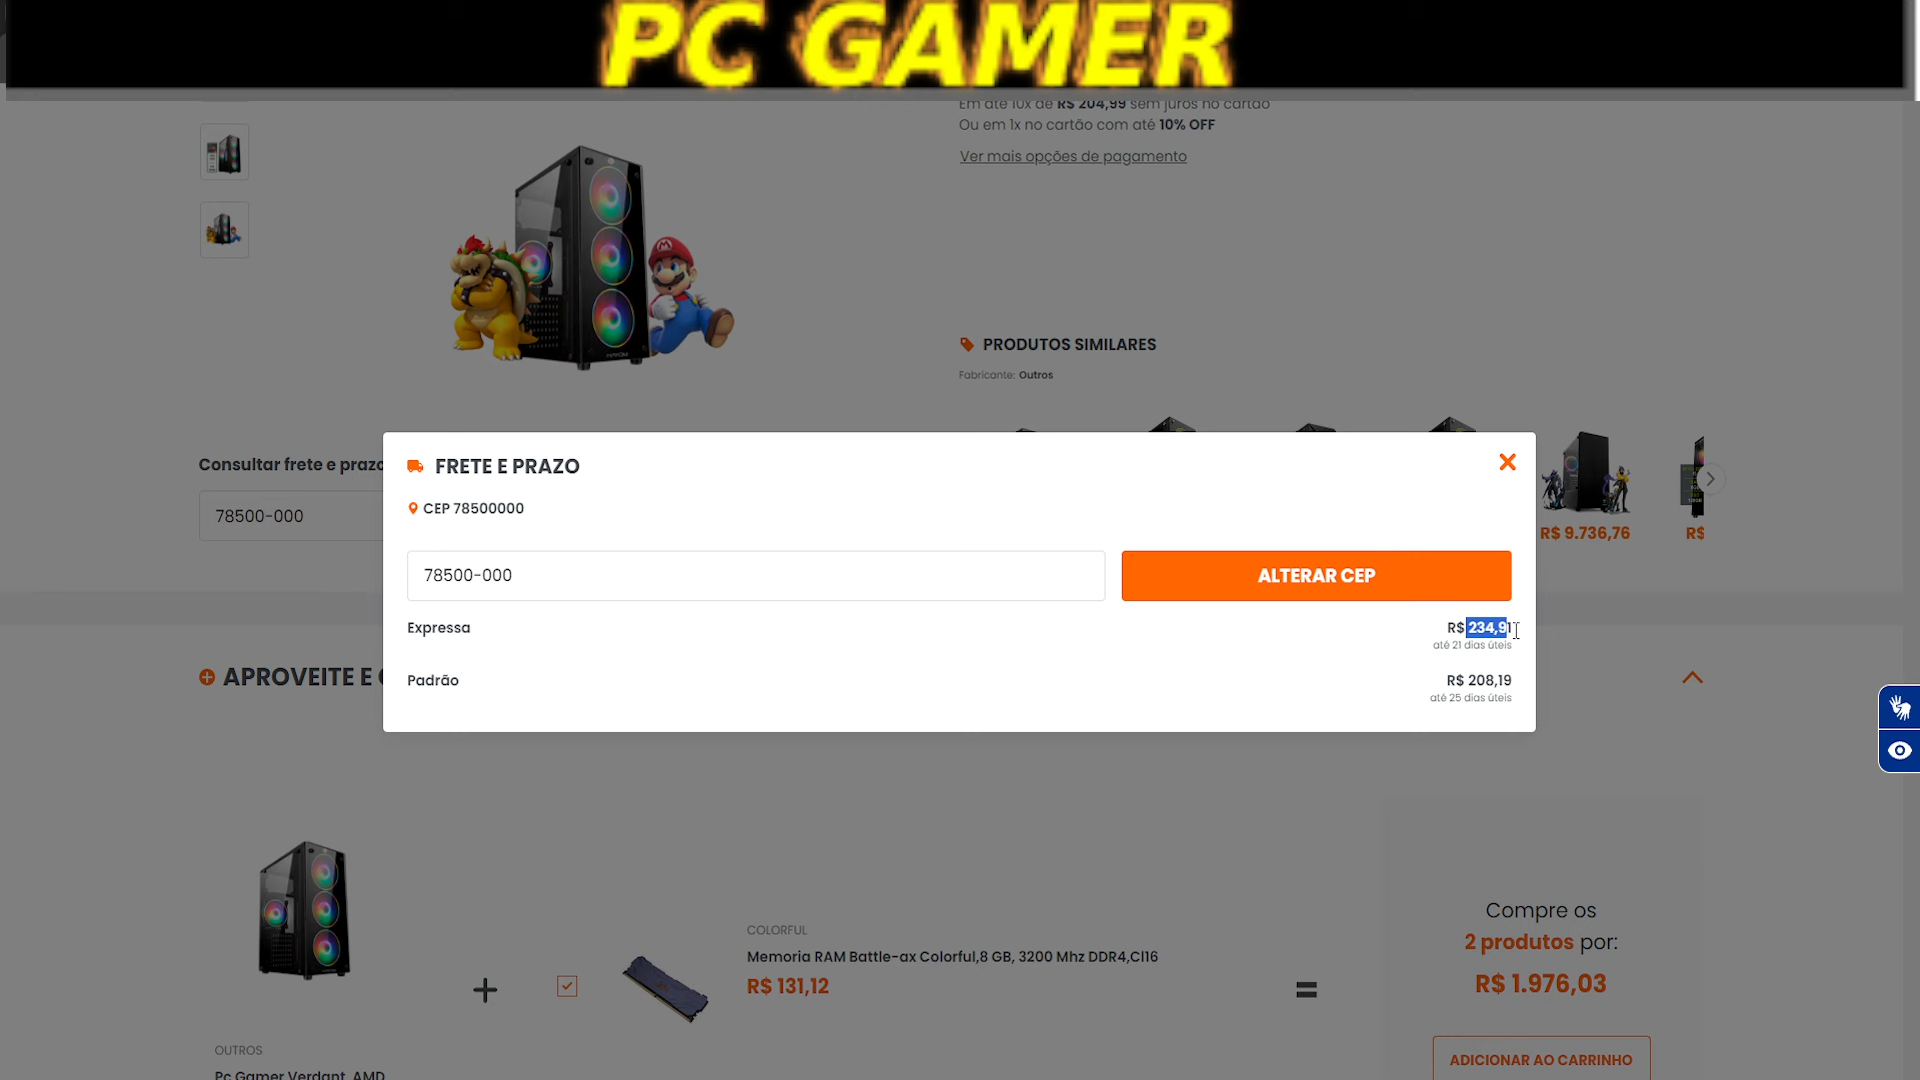 PC GAMER
Em até 10x de R$ 204,99 sem juros no cartão
Ou em 1x no cartão com até 10% OFF
Ver mais opções de pagamento
PRODUTOS SIMILARES
Fabricante: Outros
R$ 9.736,76
R$
Consultar frete e prazo
78500-000
FRETE E PRAZO
CEP 78500000
78500-000
ALTERAR CEP
Expressa
R$ 234,91
até 21 dias úteis
Padrão
R$ 208,19
até 25 dias úteis
APROVEITE E
COLORFUL
Memoria RAM Battle-ax Colorful,8 GB, 3200 Mhz DDR4,Cl16
R$ 131,12
Compre os
2 produtos por:
R$ 1.976,03
ADICIONAR AO CARRINHO
OUTROS
Pc Gamer Verdant, AMD